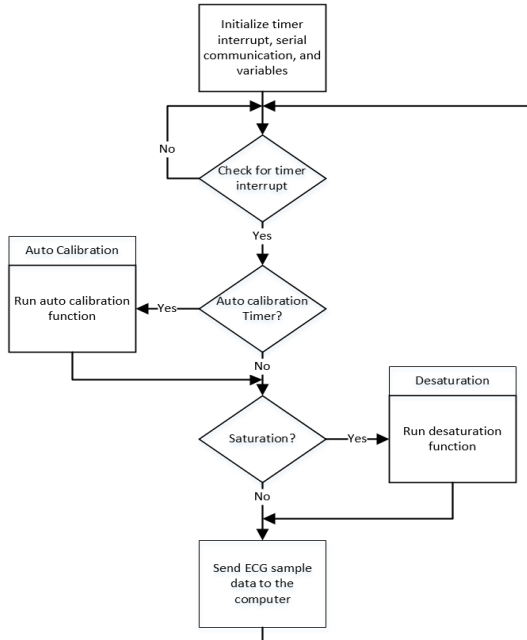 Initialize timer
interrupt, serial
communication, and
variables
No
Check for timer
interrupt
Yes
Auto Calibration
Run auto calibration
function
Yes
Auto calibration
Timer?
No
Desaturation
Saturation?
Yes
Run desaturation
function
No
Send ECG sample
data to the
computer